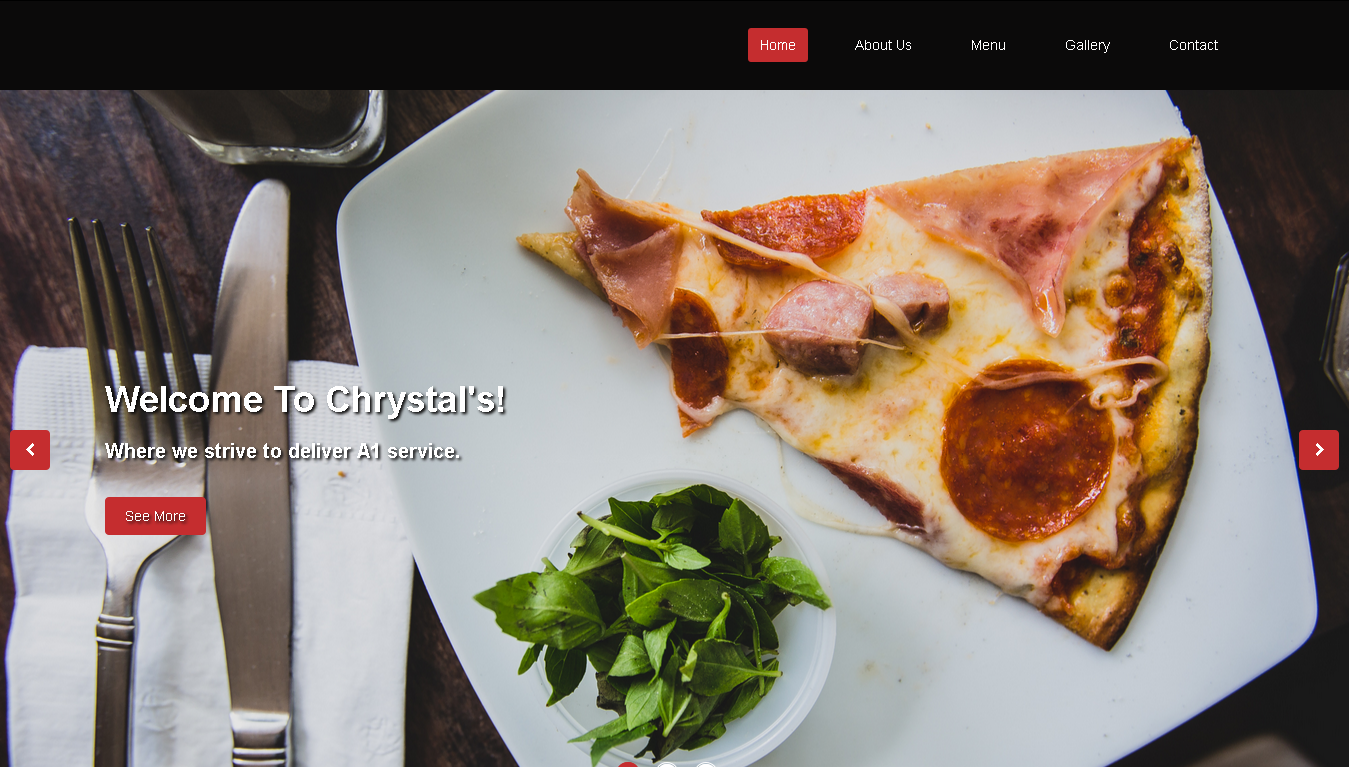 Home About Us Menu Gallery Contact
Welcome To Chrystal's!
Where we strive to deliver A1 service.
See More